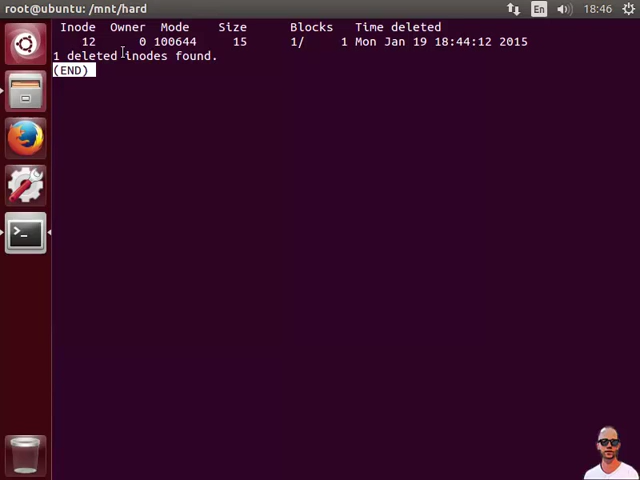 root@ubuntu: /mnt/hard
En
18:46
Inode Owner Mode Size Blocks Time deleted
12 0 100644 15 1/ 1 Mon Jan 19 18:44:12 2015
1 deleted inodes found.
(END)
>_